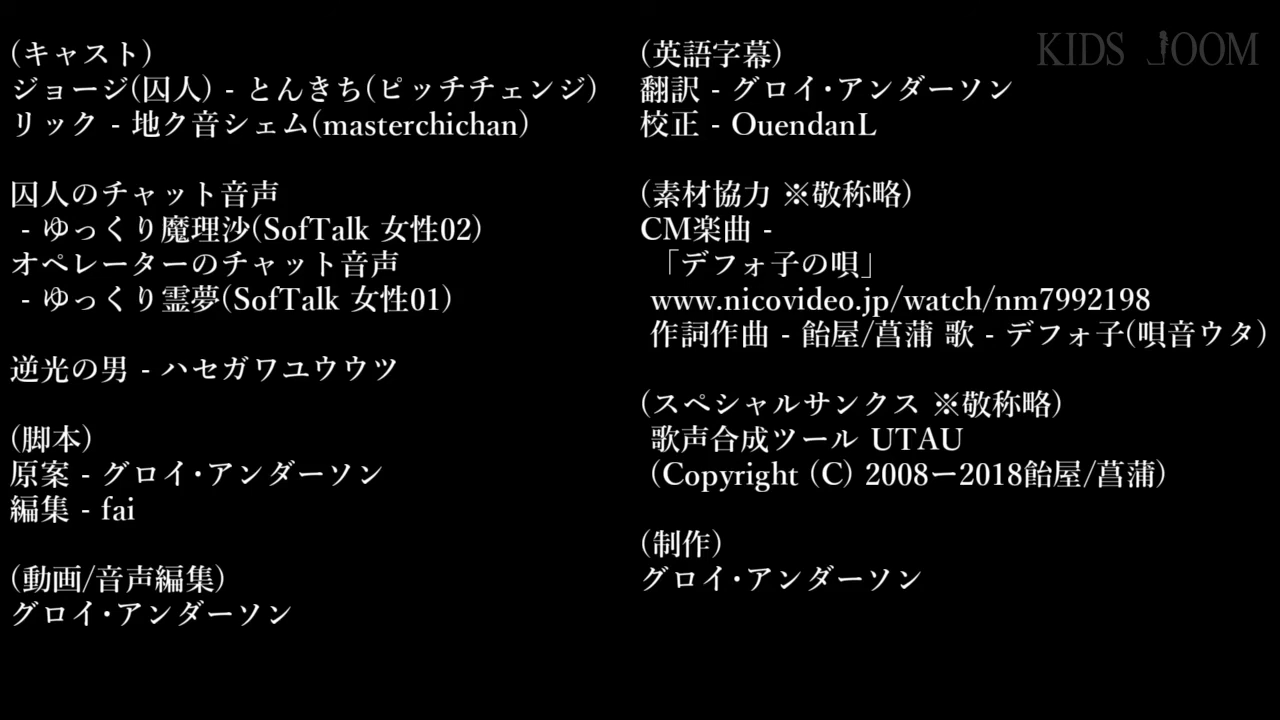 (キャスト)
ジョージ(囚人) - とんきち(ピッチチェンジ)
リック - 地ク音シェム(masterchichan)
囚人のチャット音声
- ゆっくり魔理沙(SofTalk 女性02)
オペレーターのチャット音声
- ゆっくり霊夢(SofTalk 女性01)
逆光の男 - ハセガワユウウツ
(脚本)
原案 - グロイ・アンダーソン
編集 - fai
(動画/音声編集)
グロイ・アンダーソン
KIDS ROOM
(英語字幕)
翻訳 - グロイ・アンダーソン
校正 - OuendanL
(素材協力 ※敬称略)
CM楽曲 -
「デフォ子の唄」
www.nicovideo.jp/watch/nm7992198
作詞作曲 - 飴屋/菖蒲 歌 - デフォ子(唄音ウタ)
(スペシャルサンクス ※敬称略)
歌声合成ツール UTAU
(Copyright (C) 2008ー2018飴屋/菖蒲)
(制作)
グロイ・アンダーソン